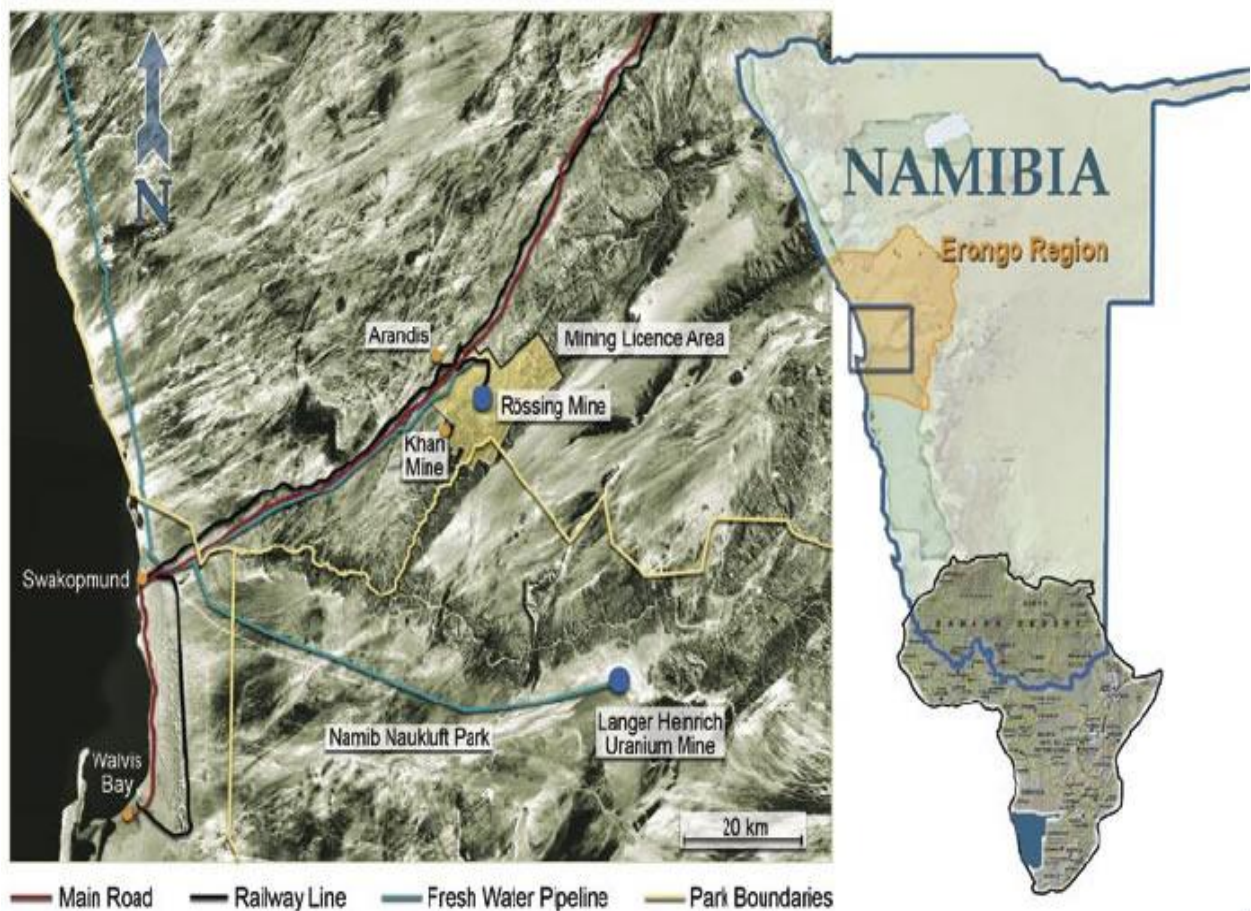 N
NAMIBIA
Erongo Region
Arandis
Mining Licence Area
Rössing Mine
Khan
Mine
Swakopmund
Namib Naukluft Park
Langer Heinrich
Uranium Mine
Walvis
Bay
20 km
Main Road
Railway Line
Fresh Water Pipeline
Park Boundaries